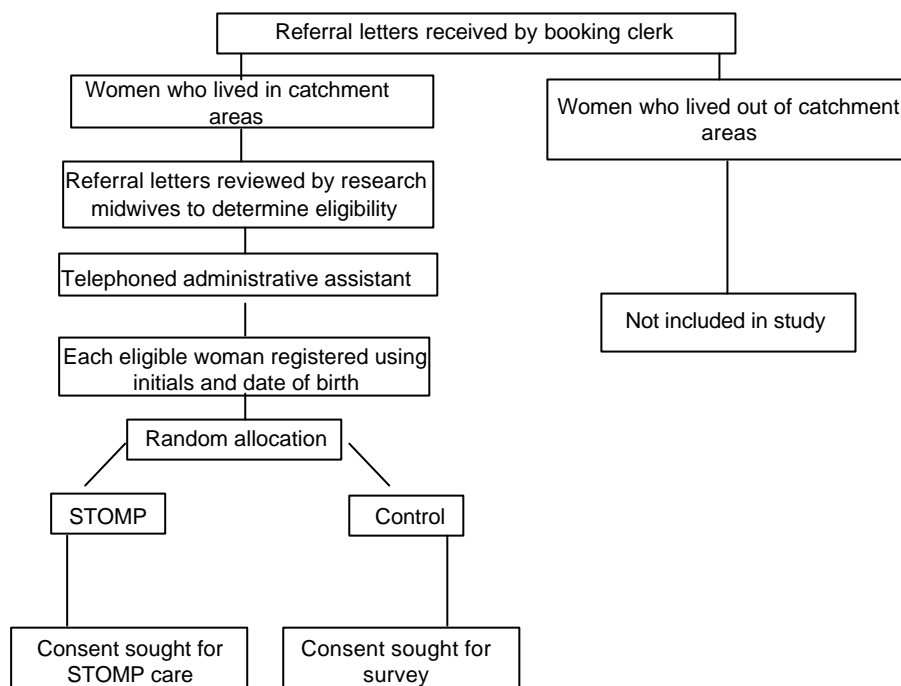 Referral letters received by booking clerk
Women who lived in catchment
areas
Women who lived out of catchment
areas
Referral letters reviewed by research
midwives to determine eligibility
Telephoned administrative assistant
Not included in study
Each eligible woman registered using
initials and date of birth
Random allocation
STOMP
Control
Consent sought for
STOMP care
Consent sought for
survey